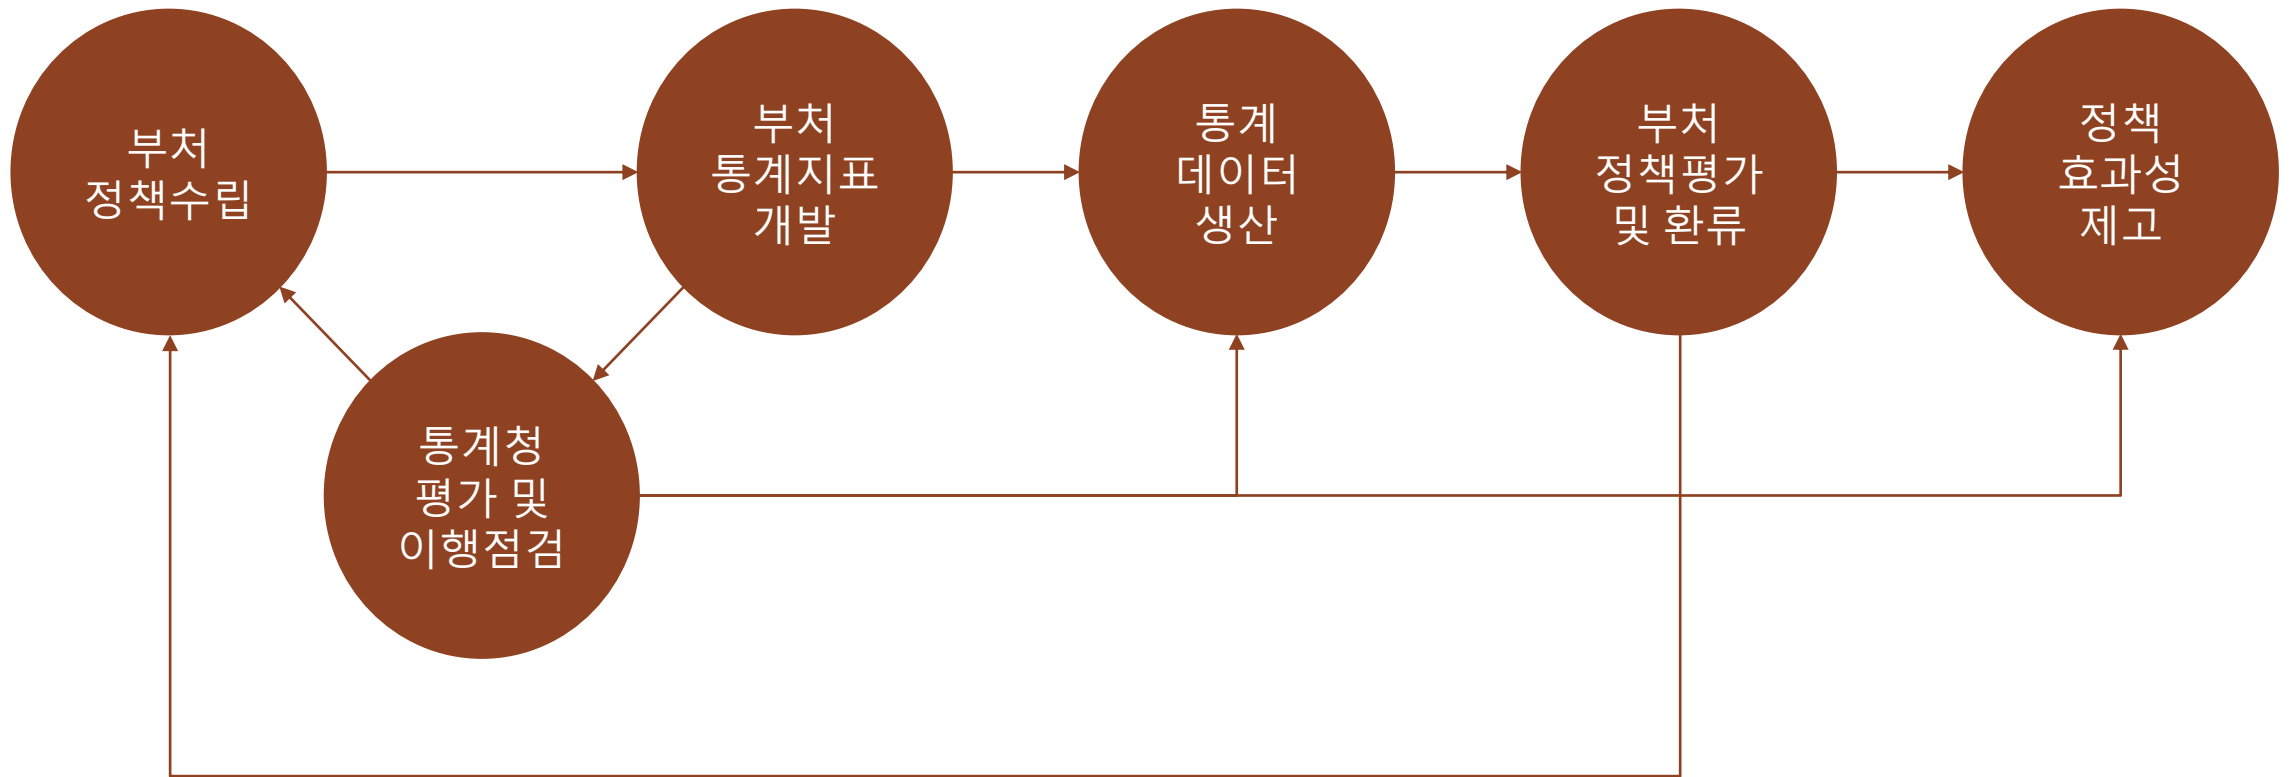 부처
정책수립
부처
통계지표
개발
통계
데이터
생산
부처
정책평가
및 환류
정책
효과성
제고
통계청
평가 및
이행점검